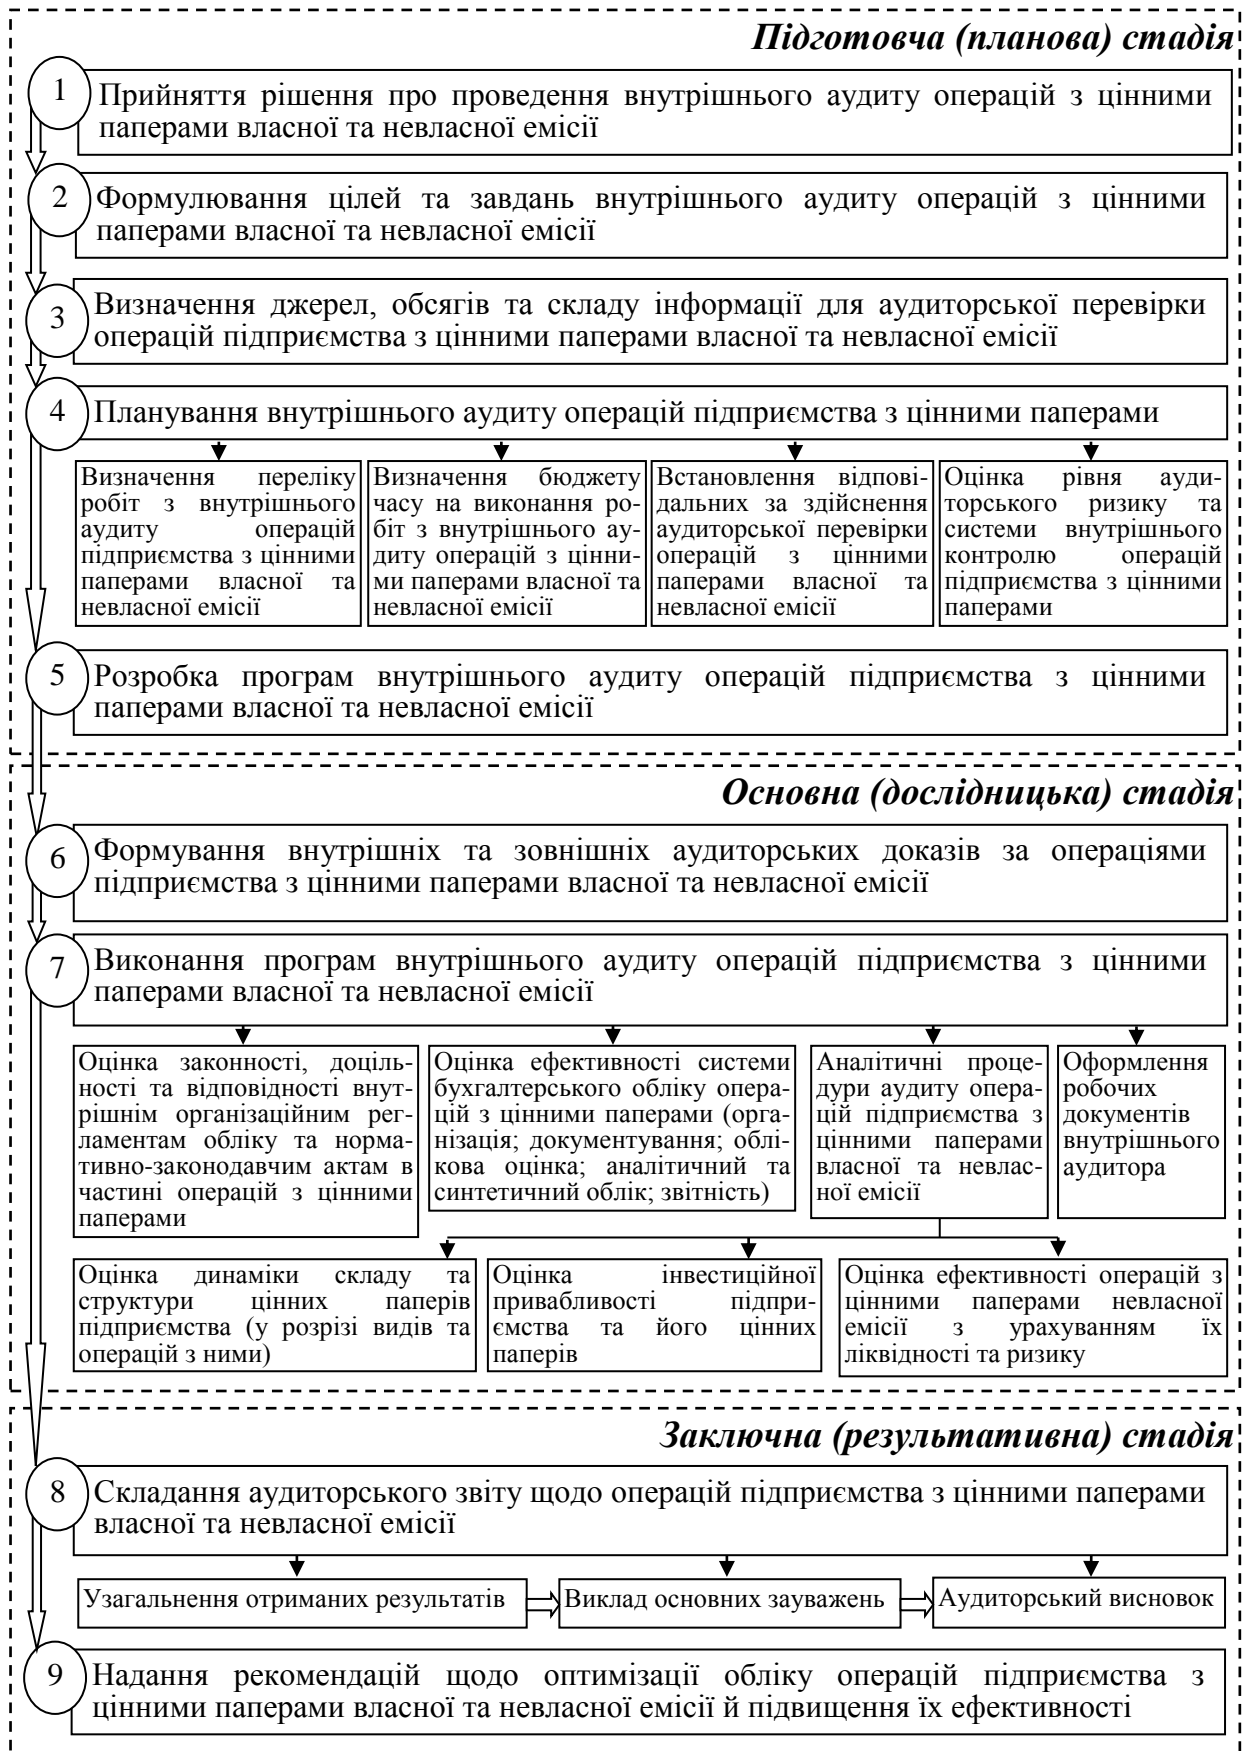 Підготовча (планова) стадія
1
Прийняття рішення про проведення внутрішнього аудиту операцій з цінними
паперами власної та невласної емісії
2
Формулювання цілей та завдань внутрішнього аудиту операцій з цінними
паперами власної та невласної емісії
3
Визначення джерел, обсягів та складу інформації для аудиторської перевірки
операцій підприємства з цінними паперами власної та невласної емісії
4
Планування внутрішнього аудиту операцій підприємства з цінними паперами
Визначення переліку
робіт з внутрішнього
аудиту операцій
підприємства з цінними
паперами власної та
невласної емісії
Визначення бюджету
часу на виконання ро-
біт з внутрішнього ау-
диту операцій з цінни-
ми паперами власної та
невласної емісії
Встановлення відпові-
дальних за здійснення
аудиторської перевірки
операцій з цінними
паперами власної та
невласної емісії
Оцінка рівня ауди-
торського ризику та
системи внутрішнього
контролю операцій
підприємства з цінними
паперами
5
Розробка програм внутрішнього аудиту операцій підприємства з цінними
паперами власної та невласної емісії
Основна (дослідницька) стадія
6
Формування внутрішніх та зовнішніх аудиторських доказів за операціями
підприємства з цінними паперами власної та невласної емісії
7
Виконання програм внутрішнього аудиту операцій підприємства з цінними
паперами власної та невласної емісії
Оцінка законності, доціль-
ності та відповідності внут-
рішнім організаційним рег-
ламентам обліку та норма-
тивно-законодавчим актам в
частині операцій з цінними
паперами
Оцінка ефективності системи
бухгалтерського обліку опера-
цій з цінними паперами (орга-
нізація; документування; облі-
кова оцінка; аналітичний та
синтетичний облік; звітність)
Аналітичні проце-
дури аудиту опера-
цій підприємства з
цінними паперами
власної та невлас-
ної емісії
Оформлення
робочих
документів
внутрішнього
аудитора
Оцінка динаміки складу та
структури цінних паперів
підприємства (у розрізі видів та
операцій з ними)
Оцінка інвестиційної
привабливості підпри-
ємства та його цінних
паперів
Оцінка ефективності операцій з
цінними паперами невласної
емісії з урахуванням їх
ліквідності та ризику
Заключна (результативна) стадія
8
Складання аудиторського звіту щодо операцій підприємства з цінними паперами
власної та невласної емісії
Узагальнення отриманих результатів
Виклад основних зауважень
Аудиторський висновок
9
Надання рекомендацій щодо оптимізації обліку операцій підприємства з
цінними паперами власної та невласної емісії й підвищення їх ефективності